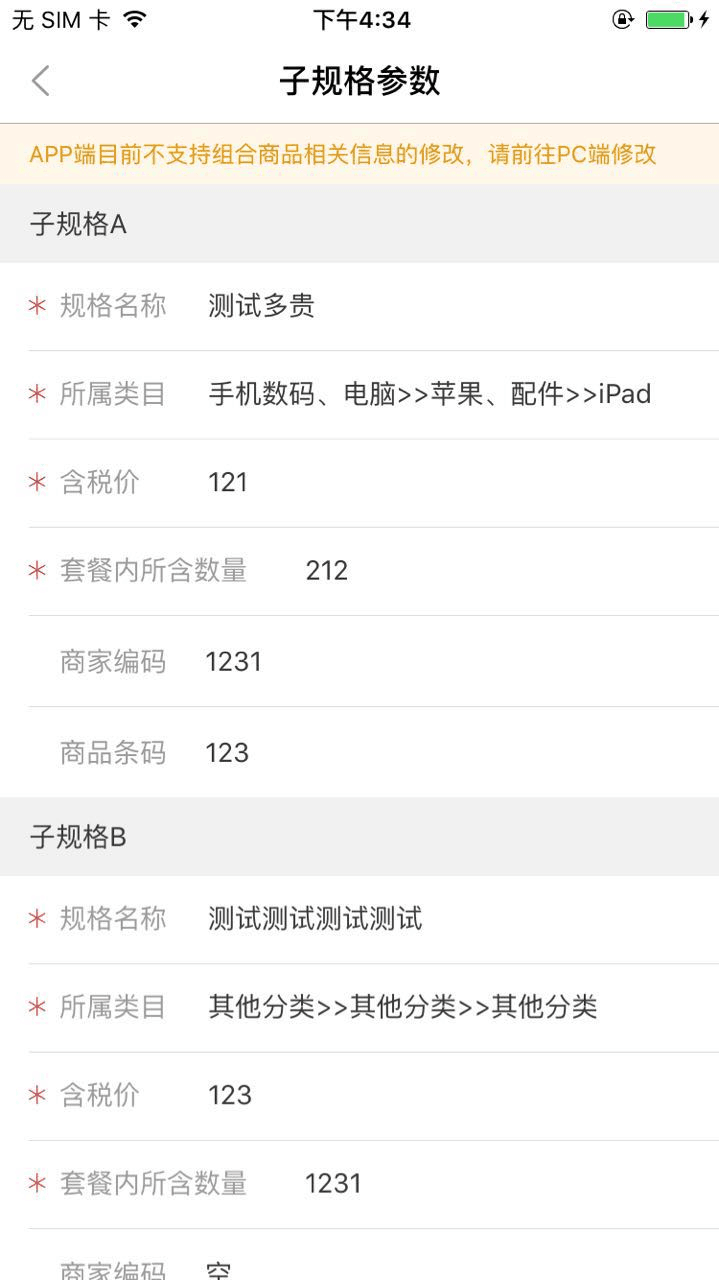 无 SIM 卡 下午4:34
子规格参数
APP端目前不支持组合商品相关信息的修改，请前往PC端修改
子规格A
* 规格名称 测试多贵
* 所属类目 手机数码、电脑>>苹果、配件>>iPad
* 含税价 121
* 套餐内所含数量 212
商家编码 1231
商品条码 123
子规格B
* 规格名称 测试测试测试测试
* 所属类目 其他分类>>其他分类>>其他分类
* 含税价 123
* 套餐内所含数量 1231
商家编码 空